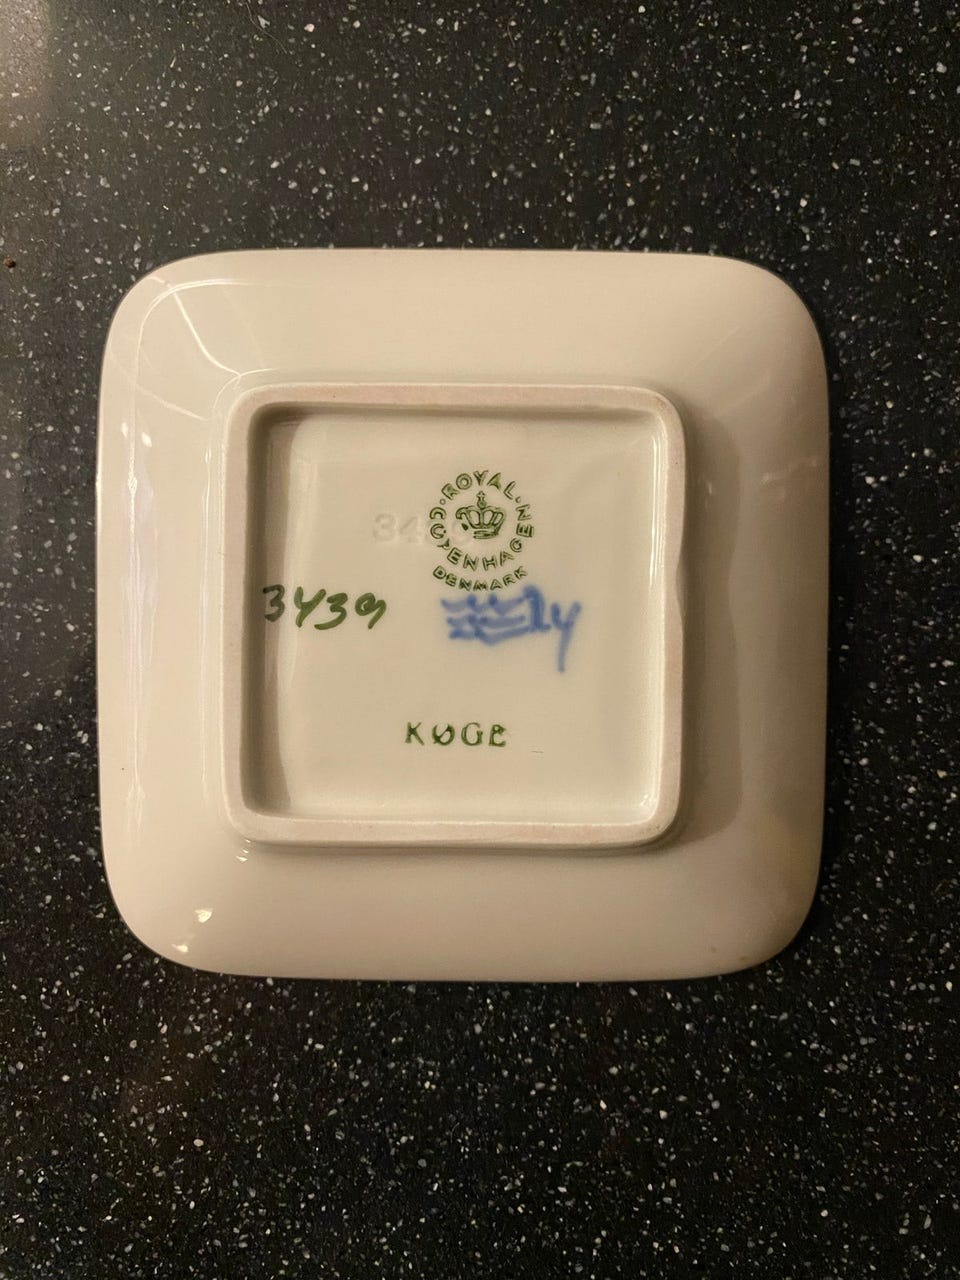 ROYAL
COPENHAGEN
DENMARK
3439
KØGE